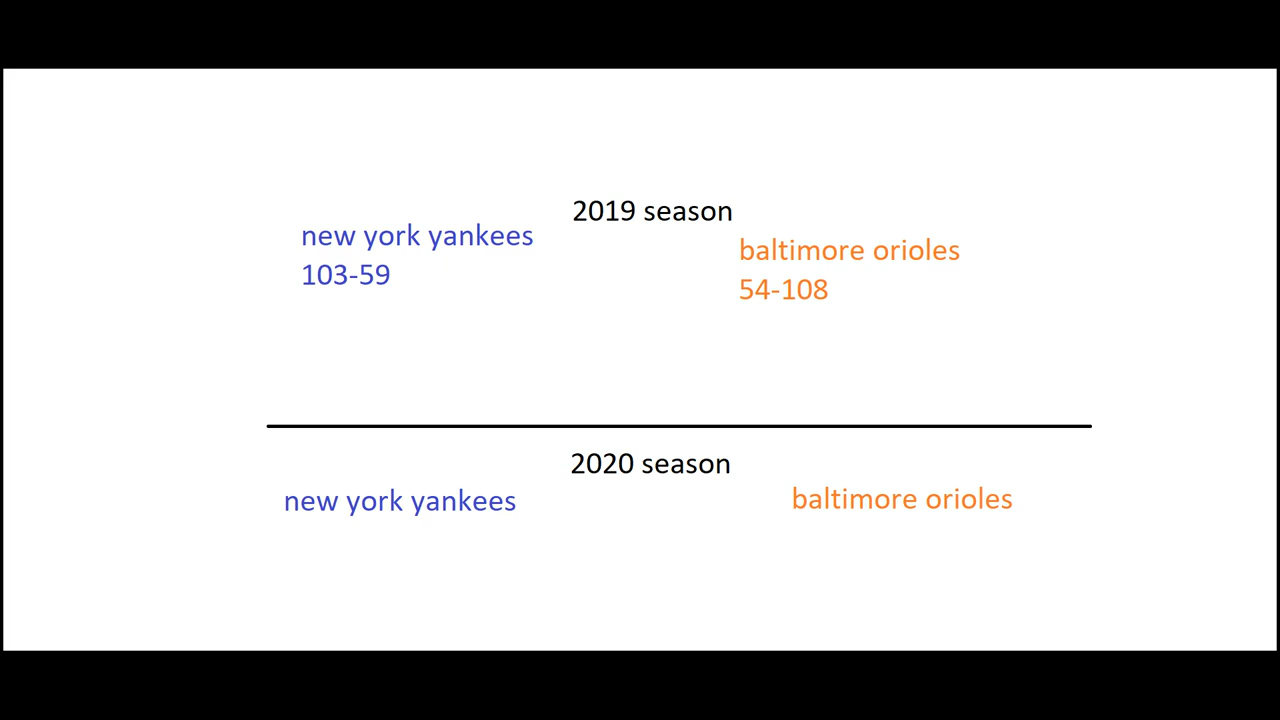 2019 season
new york yankees
103-59
baltimore orioles
54-108
2020 season
new york yankees
baltimore orioles